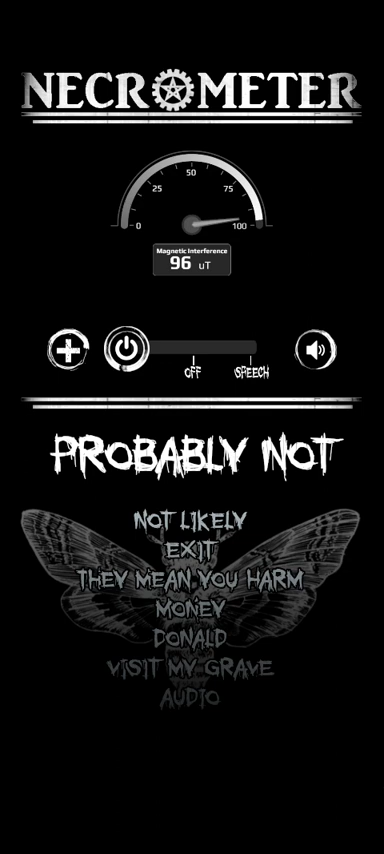 NECROMETER
50
25 75
0 100
Magnetic Interference
96 uT
OFF SPEECH
PROBABLY NOT
NOT LIKELY
EXIT
THEY MEAN YOU HARM
MONEY
DONALD
VISIT MY GRAVE
AUDIO